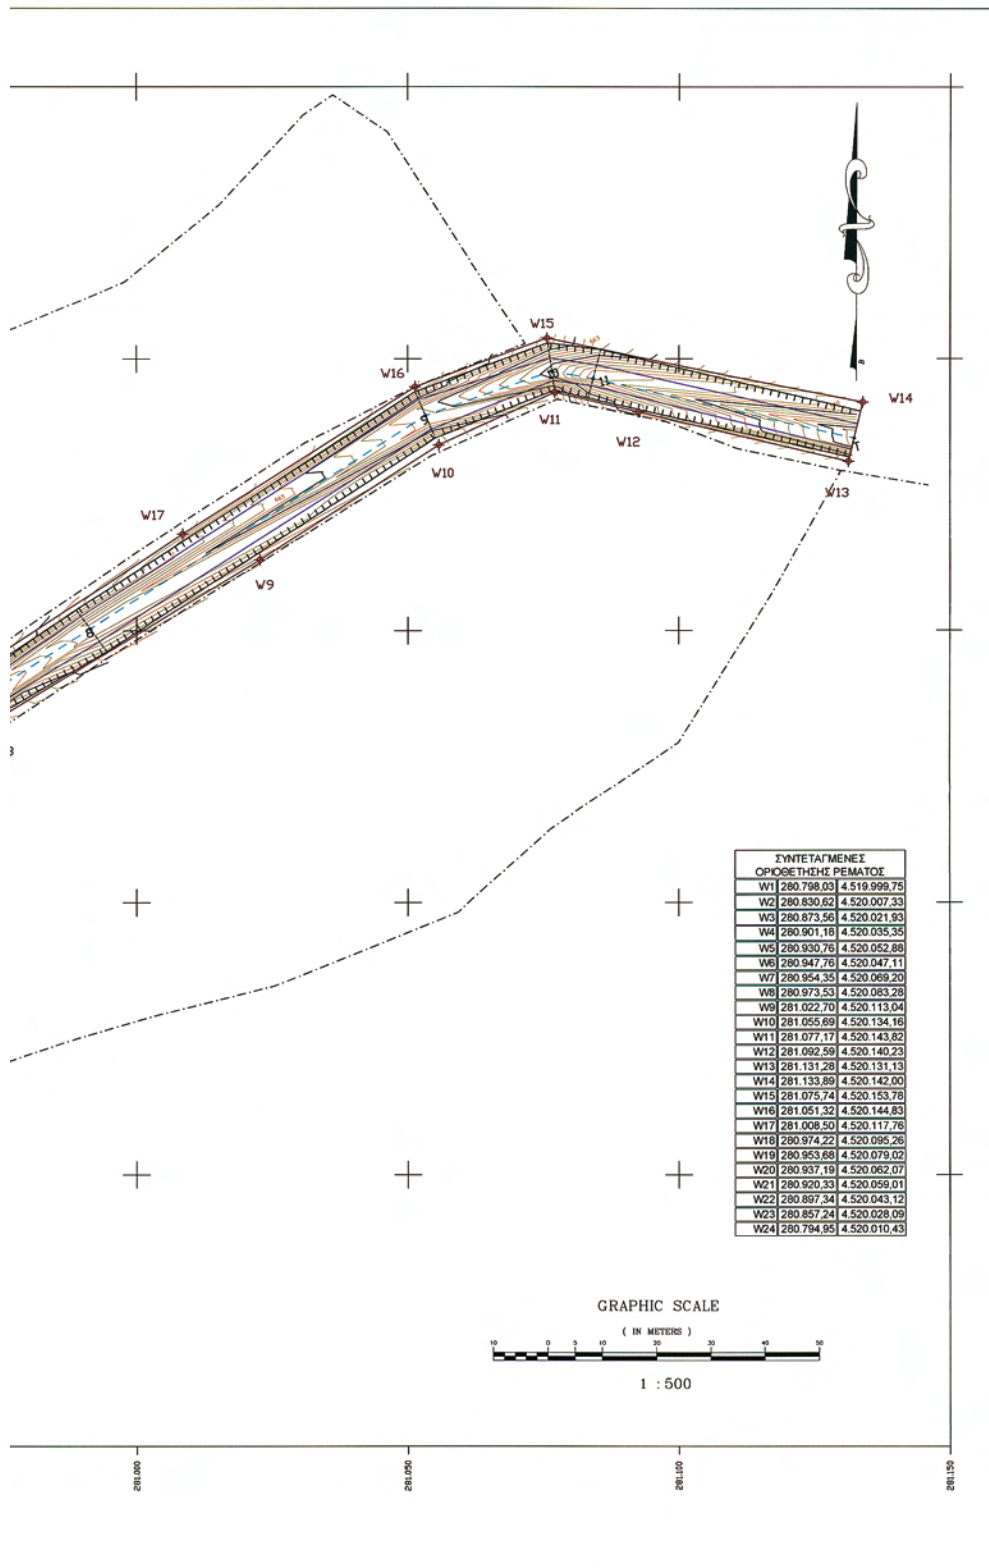 W15
W16
W14
W11
W12
W10
W13
W17
W9
10
11
9
8
ΣΥΝΤΕΤΑΓΜΕΝΕΣ
ΟΡΙΟΘΕΤΗΣΗΣ ΡΕΜΑΤΟΣ
W1 280.798,03 4.519.999,75
W2 280.830,62 4.520.007,33
W3 280.873,56 4.520.021,93
W4 280.901,18 4.520.035,35
W5 280.930,76 4.520.052,88
W6 280.947,76 4.520.047,11
W7 280.954,35 4.520.069,20
W8 280.973,53 4.520.083,28
W9 281.022,70 4.520.113,04
W10 281.055,69 4.520.134,16
W11 281.077,17 4.520.143,82
W12 281.092,59 4.520.140,23
W13 281.131,28 4.520.131,13
W14 281.133,89 4.520.142,00
W15 281.075,74 4.520.153,78
W16 281.051,32 4.520.144,83
W17 281.008,50 4.520.117,76
W18 280.974,22 4.520.095,26
W19 280.953,68 4.520.079,02
W20 280.937,19 4.520.062,07
W21 280.920,33 4.520.059,01
W22 280.897,34 4.520.043,12
W23 280.857,24 4.520.028,09
W24 280.794,95 4.520.010,43
GRAPHIC SCALE
( IN METERS )
10 0 5 10 20 30 40 50
1 : 500
281.000 281.050 281.100 281.150